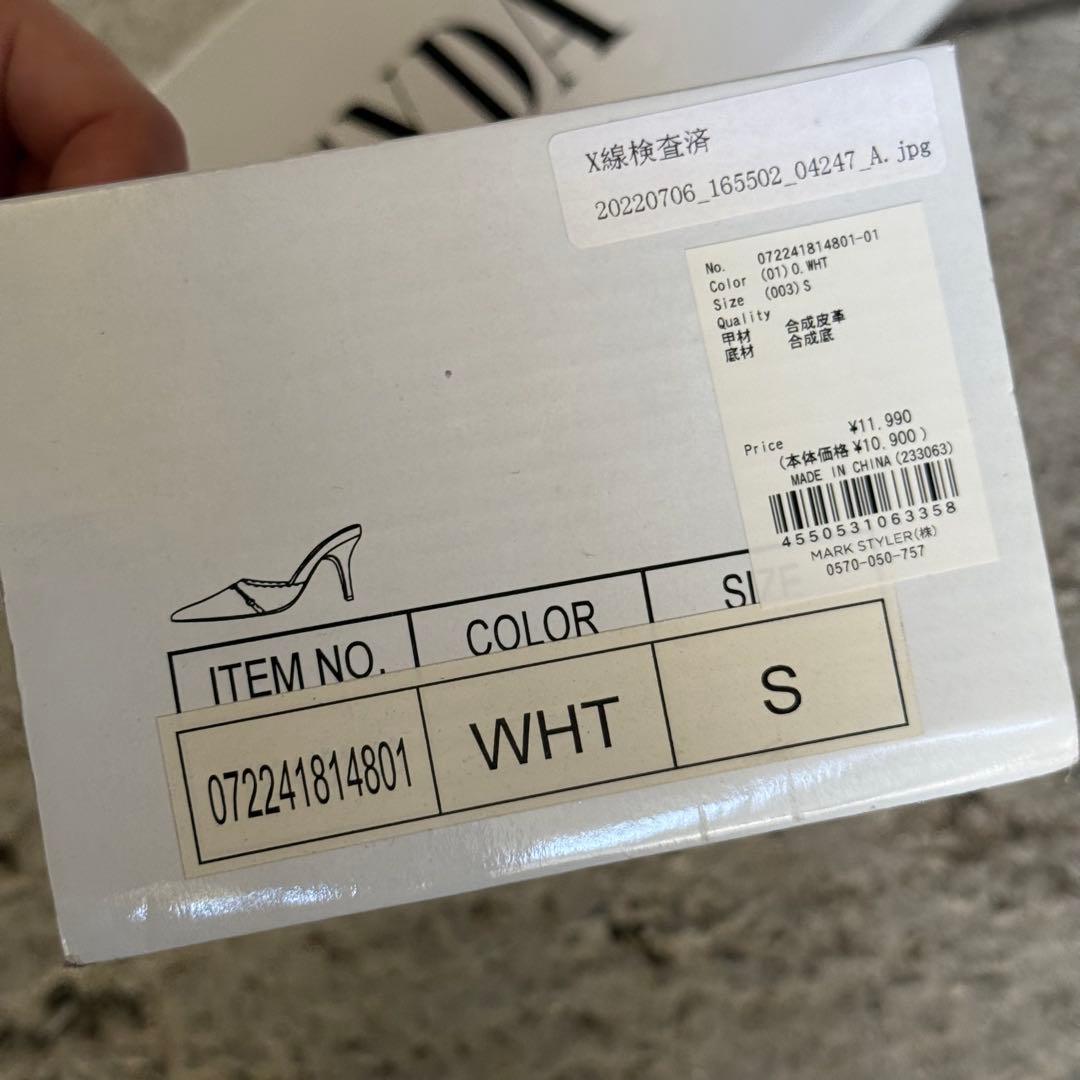 YDA
X線検査済
20220706_165502_04247_A.jpg
No. 072241814801-01
Color (01)O.WHT
Size (003)S
Quality
甲材 合成皮革
底材 合成底
¥11.990
Price
(本体価格¥10.900)
MADE IN CHINA(233063)
4550531063358
MARK STYLER(株)
0570-050-757
ITEM NO. COLOR SIZE
072241814801 WHT S